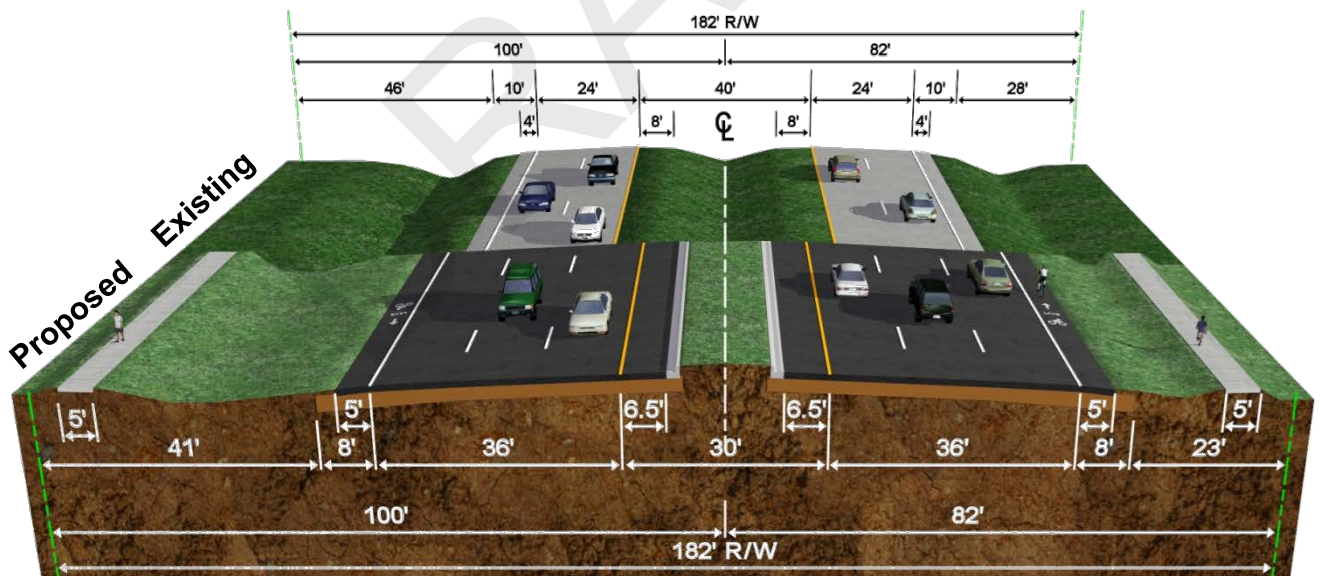 182' R/W
100' 82'
46' 10' 24' 40' 24' 10' 28'
4' 8' ℄ 8' 4'
Existing
Proposed
5' 5' 6.5' 6.5' 5' 5'
41' 8' 36' 30' 36' 8' 23'
100' 82'
182' R/W